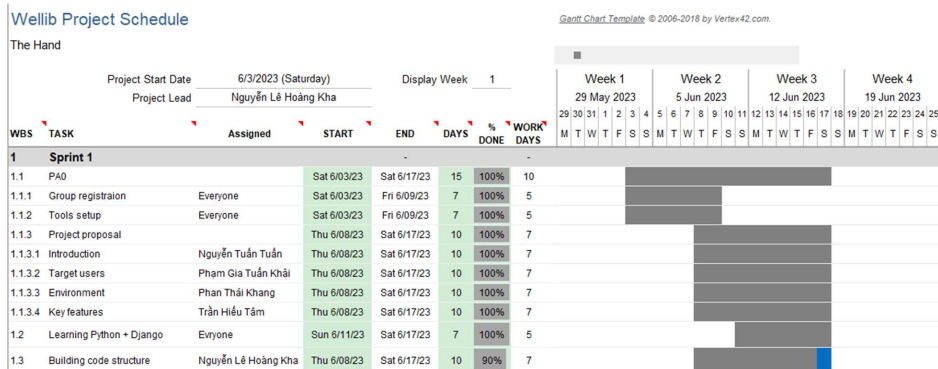 Wellib Project Schedule
Gantt Chart Template © 2006-2018 by Vertex42.com.
The Hand
Project Start Date 6/3/2023 (Saturday) Display Week 1 Week 1 Week 2 Week 3 Week 4
Project Lead Nguyễn Lê Hoàng Kha 29 May 2023 5 Jun 2023 12 Jun 2023 19 Jun 2023
29 30 31 1 2 3 4 5 6 7 8 9 10 11 12 13 14 15 16 17 18 19 20 21 22 23 24 25
WBS TASK Assigned START END DAYS % DONE WORK DAYS M T W T F S S M T W T F S S M T W T F S S M T W T F S S
1 Sprint 1 - -
1.1 PA0 Sat 6/03/23 Sat 6/17/23 15 100% 10
1.1.1 Group registraion Everyone Sat 6/03/23 Fri 6/09/23 7 100% 5
1.1.2 Tools setup Everyone Sat 6/03/23 Fri 6/09/23 7 100% 5
1.1.3 Project proposal Thu 6/08/23 Sat 6/17/23 10 100% 7
1.1.3.1 Introduction Nguyễn Tuấn Tuấn Thu 6/08/23 Sat 6/17/23 10 100% 7
1.1.3.2 Target users Phạm Gia Tuấn Khải Thu 6/08/23 Sat 6/17/23 10 100% 7
1.1.3.3 Environment Phan Thái Khang Thu 6/08/23 Sat 6/17/23 10 100% 7
1.1.3.4 Key features Trần Hiếu Tâm Thu 6/08/23 Sat 6/17/23 10 100% 7
1.2 Learning Python + Django Evryone Sun 6/11/23 Sat 6/17/23 7 100% 5
1.3 Building code structure Nguyễn Lê Hoàng Kha Thu 6/08/23 Sat 6/17/23 10 90% 7